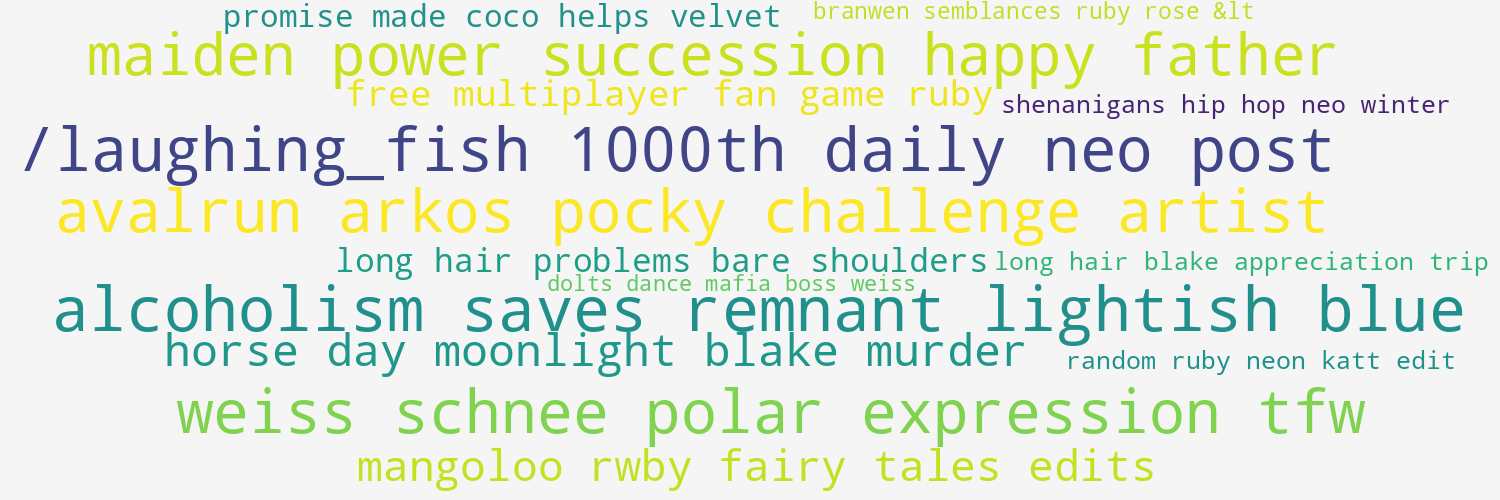 promise made coco helps velvet
branwen semblances ruby rose &lt
maiden power succession happy father
free multiplayer fan game ruby
shenanigans hip hop neo winter
/laughing_fish 1000th daily neo post
avalrun arkos pocky challenge artist
long hair problems bare shoulders
long hair blake appreciation trip
dolts dance mafia boss weiss
alcoholism saves remnant lightish blue
horse day moonlight blake murder
random ruby neon katt edit
weiss schnee polar expression tfw
mangoloo rwby fairy tales edits